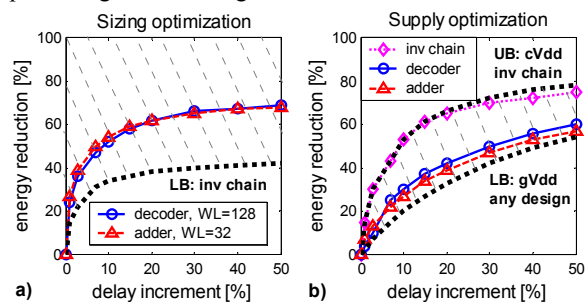 Sizing optimization
energy reduction [%]
100
80
60
40
20
0
LB: inv chain
decoder, WL=128
adder, WL=32
0 10 20 30 40 50
a) delay increment [%]
Supply optimization
energy reduction [%]
100
80
60
40
20
0
inv chain
decoder
adder
UB: cVdd
inv chain
LB: gVdd
any design
0 10 20 30 40 50
b) delay increment [%]